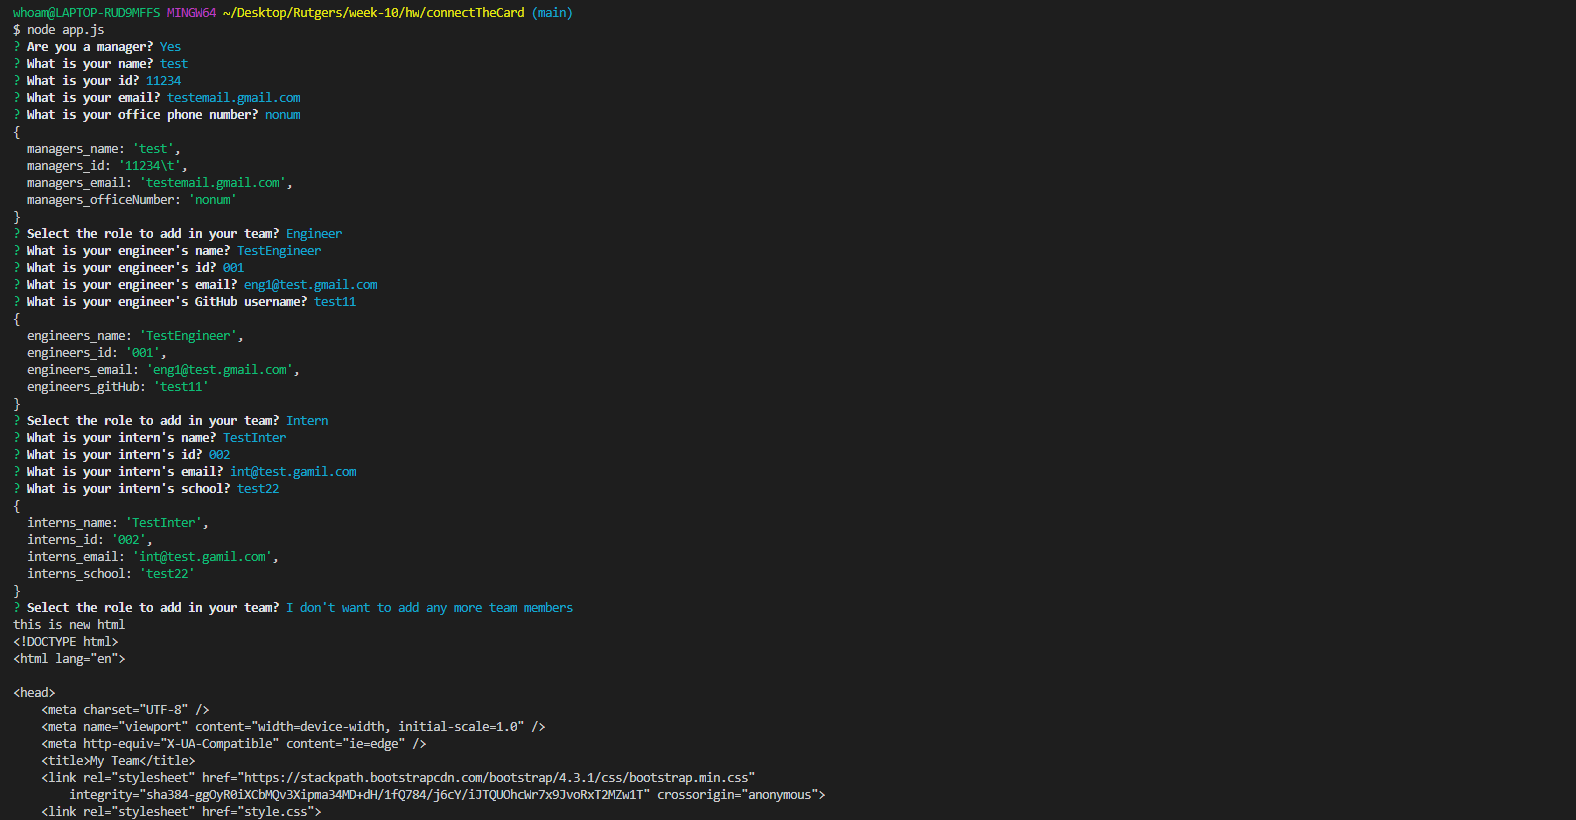 whoam@LAPTOP-RUD9MFFS MINGW64 ~/Desktop/Rutgers/week-10/hw/connectTheCard (main)
$ node app.js
? Are you a manager? Yes
? What is your name? test
? What is your id? 11234
? What is your email? testemail.gmail.com
? What is your office phone number? nonum
{
  managers_name: 'test',
  managers_id: '11234\t',
  managers_email: 'testemail.gmail.com',
  managers_officeNumber: 'nonum'
}
? Select the role to add in your team? Engineer
? What is your engineer's name? TestEngineer
? What is your engineer's id? 001
? What is your engineer's email? eng1@test.gmail.com
? What is your engineer's GitHub username? test11
{
  engineers_name: 'TestEngineer',
  engineers_id: '001',
  engineers_email: 'eng1@test.gmail.com',
  engineers_gitHub: 'test11'
}
? Select the role to add in your team? Intern
? What is your intern's name? TestInter
? What is your intern's id? 002
? What is your intern's email? int@test.gamil.com
? What is your intern's school? test22
{
  interns_name: 'TestInter',
  interns_id: '002',
  interns_email: 'int@test.gamil.com',
  interns_school: 'test22'
}
? Select the role to add in your team? I don't want to add any more team members
this is new html
<!DOCTYPE html>
<html lang="en">
<head>
    <meta charset="UTF-8" />
    <meta name="viewport" content="width=device-width, initial-scale=1.0" />
    <meta http-equiv="X-UA-Compatible" content="ie=edge" />
    <title>My Team</title>
    <link rel="stylesheet" href="https://stackpath.bootstrapcdn.com/bootstrap/4.3.1/css/bootstrap.min.css"
        integrity="sha384-ggOyR0iXCbMQv3Xipma34MD+dH/1fQ784/j6cY/iJTQUOhcWr7x9JvoRxT2MZw1T" crossorigin="anonymous">
    <link rel="stylesheet" href="style.css">